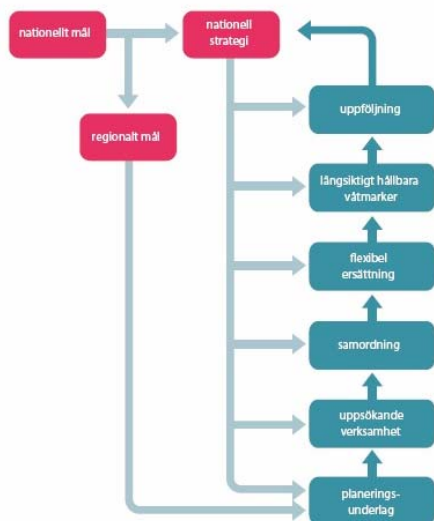 nationellt mål
nationell
strategi
regionalt mål
uppföljning
långsiktigt hållbara
våtmarker
flexibel
ersättning
samordning
uppsökande
verksamhet
planerings-
underlag